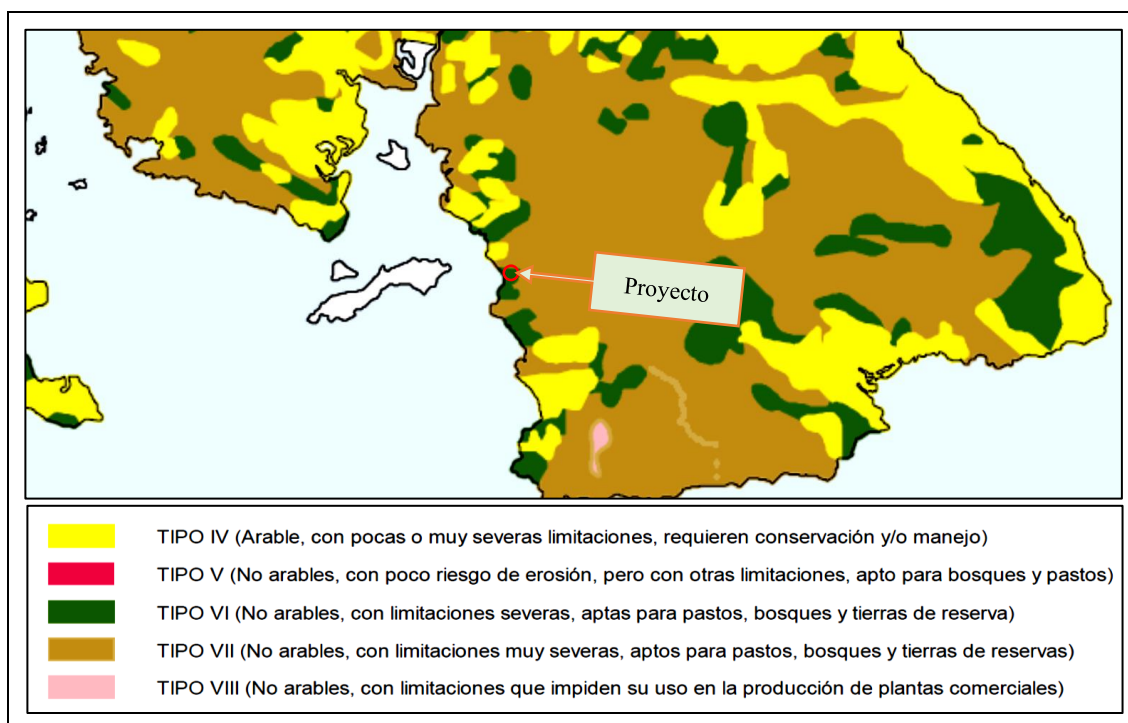 Proyecto
TIPO IV (Arable, con pocas o muy severas limitaciones, requieren conservación y/o manejo)
TIPO V (No arables, con poco riesgo de erosión, pero con otras limitaciones, apto para bosques y pastos)
TIPO VI (No arables, con limitaciones severas, aptas para pastos, bosques y tierras de reserva)
TIPO VII (No arables, con limitaciones muy severas, aptos para pastos, bosques y tierras de reservas)
TIPO VIII (No arables, con limitaciones que impiden su uso en la producción de plantas comerciales)